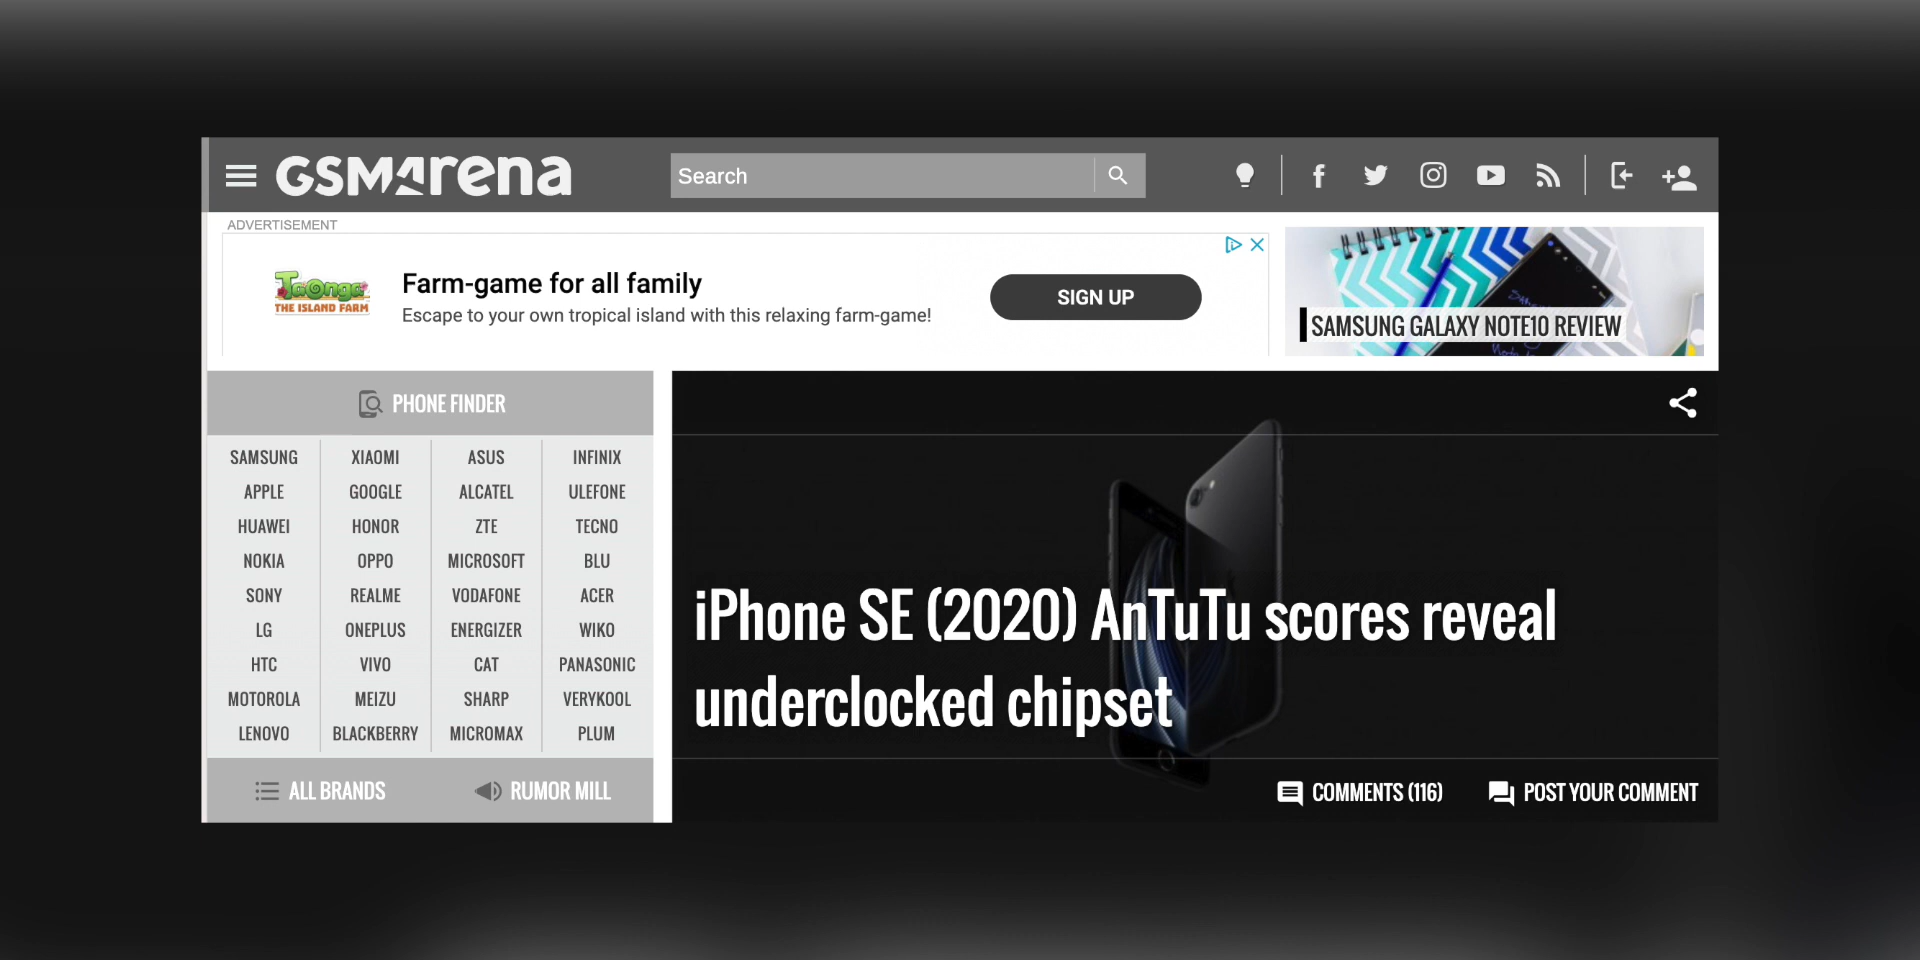 GSMArena
Search
ADVERTISEMENT
Taonga
THE ISLAND FARM
Farm-game for all family
Escape to your own tropical island with this relaxing farm-game!
SIGN UP
SAMSUNG GALAXY NOTE10 REVIEW
PHONE FINDER
SAMSUNG XIAOMI ASUS INFINIX
APPLE GOOGLE ALCATEL ULEFONE
HUAWEI HONOR ZTE TECNO
NOKIA OPPO MICROSOFT BLU
SONY REALME VODAFONE ACER
LG ONEPLUS ENERGIZER WIKO
HTC VIVO CAT PANASONIC
MOTOROLA MEIZU SHARP VERYKOOL
LENOVO BLACKBERRY MICROMAX PLUM
ALL BRANDS RUMOR MILL
iPhone SE (2020) AnTuTu scores reveal
underclocked chipset
COMMENTS (116) POST YOUR COMMENT